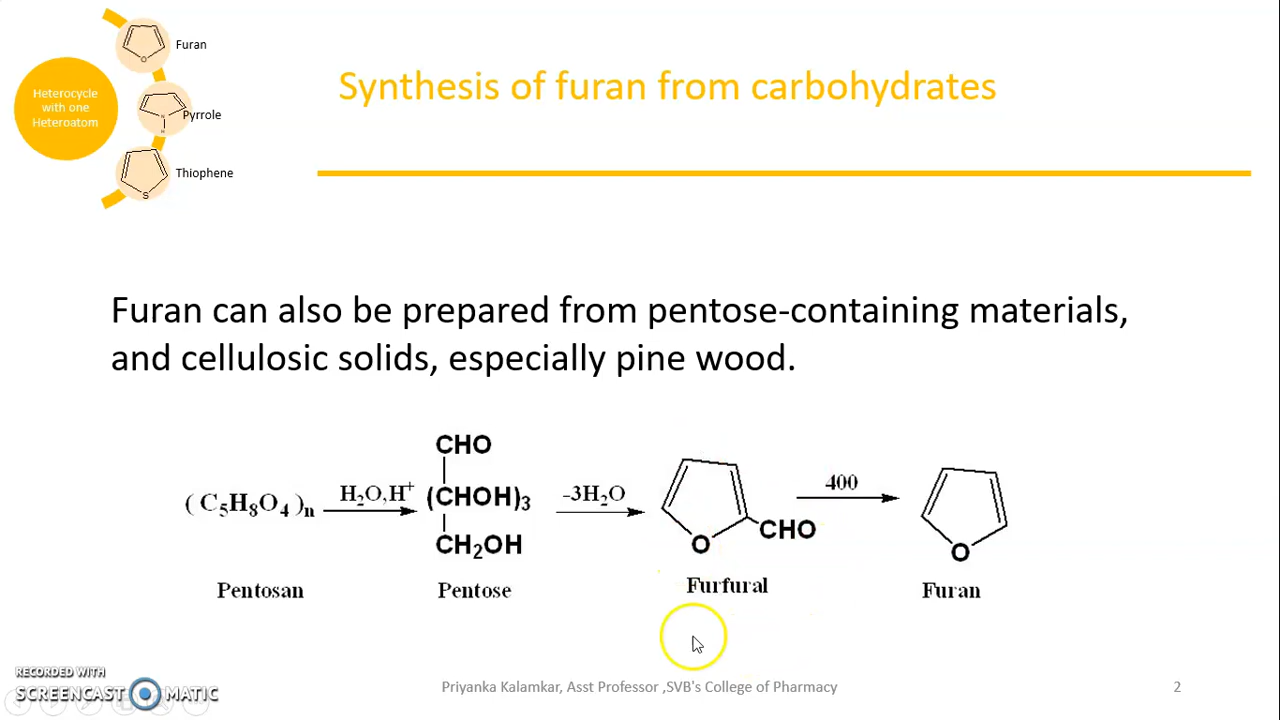 Furan
Heterocycle
with one
Heteroatom
Pyrrole
Thiophene
O
N
H
S
Synthesis of furan from carbohydrates
Furan can also be prepared from pentose-containing materials,
and cellulosic solids, especially pine wood.
(C₅H₈O₄)n
H₂O,H⁺
CHO
(CHOH)₃
CH₂OH
-3H₂O
O
CHO
400
O
Pentosan
Pentose
Furfural
Furan
RECORDED WITH
SCREENCAST MATIC
Priyanka Kalamkar, Asst Professor ,SVB's College of Pharmacy
2